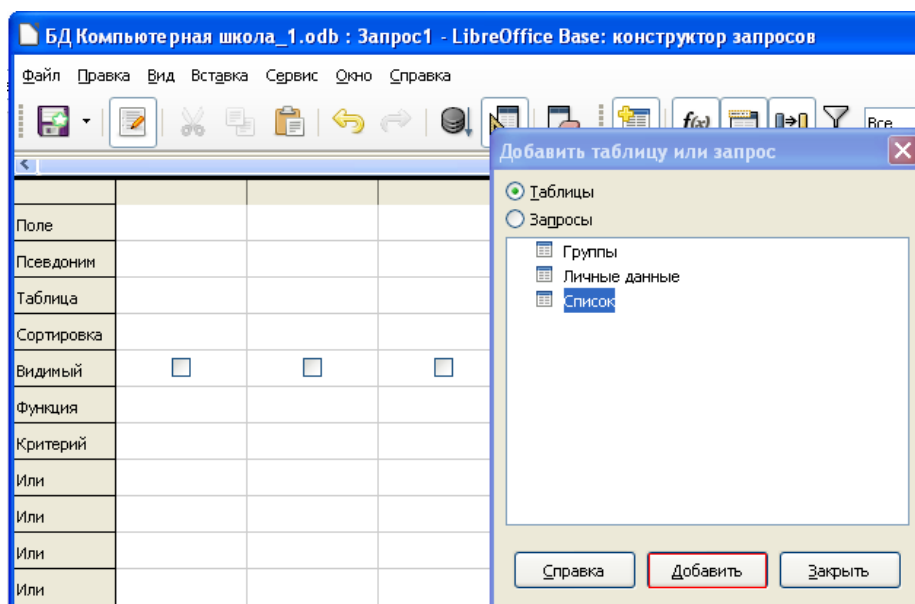 БД Компьютерная школа_1.odb : Запрос1 - LibreOffice Base: конструктор запросов
Файл Правка Вид Вставка Сервис Окно Справка
f(x) Все
Добавить таблицу или запрос
Таблицы
Запросы
Группы
Личные данные
Список
Поле
Псевдоним
Таблица
Сортировка
Видимый
Функция
Критерий
Или
Или
Или
Или
Справка Добавить Закрыть